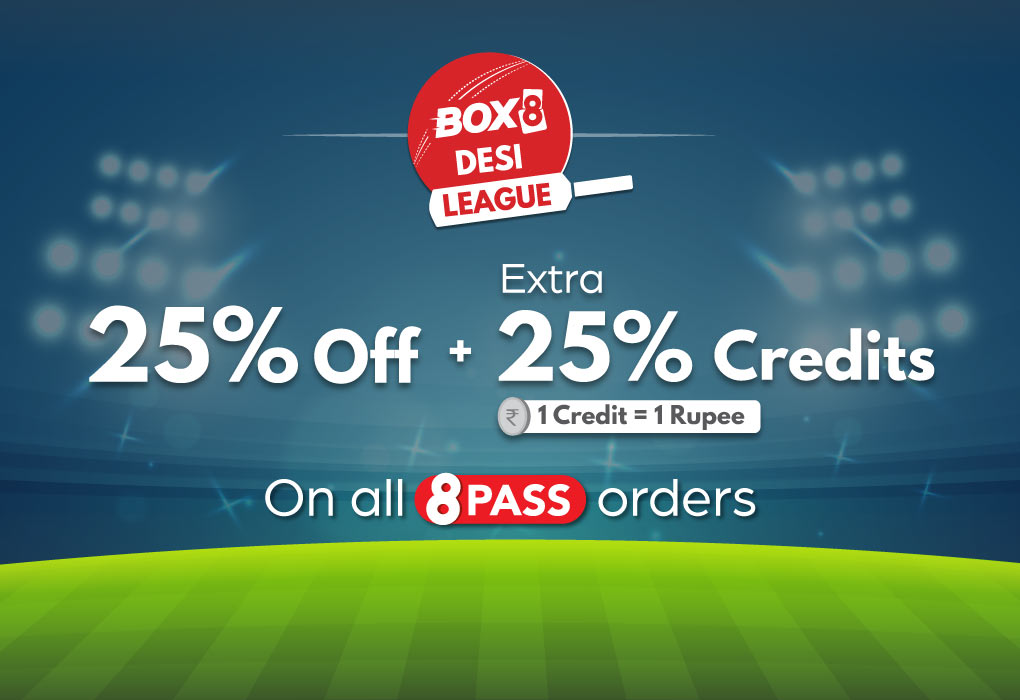 BOX8
DESI
LEAGUE
25% Off + Extra 25% Credits
₹ 1 Credit = 1 Rupee
On all 8PASS orders